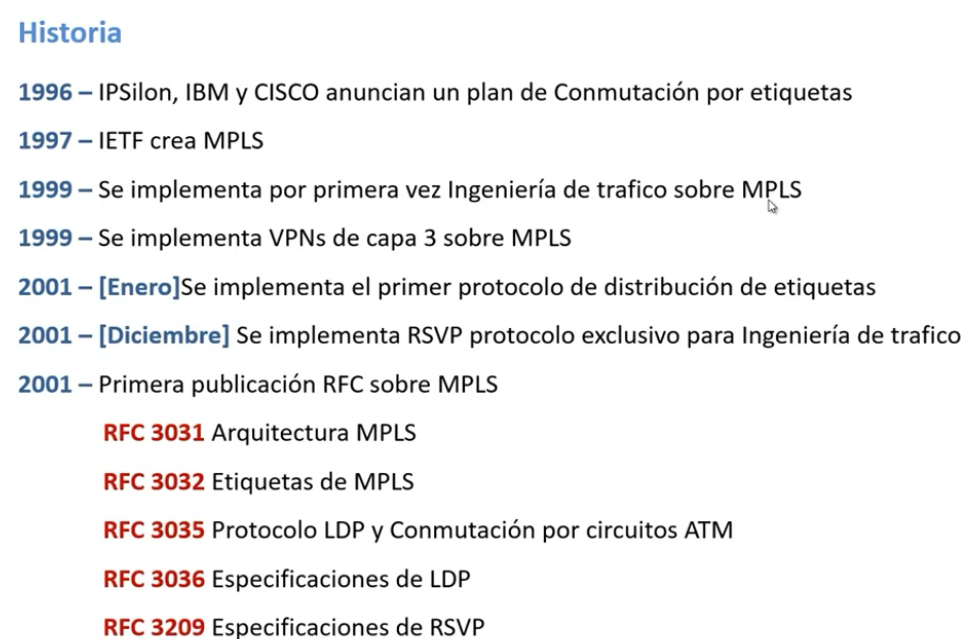 Historia
1996 – IPSilon, IBM y CISCO anuncian un plan de Conmutación por etiquetas
1997 – IETF crea MPLS
1999 – Se implementa por primera vez Ingeniería de trafico sobre MPLS
1999 – Se implementa VPNs de capa 3 sobre MPLS
2001 – [Enero]Se implementa el primer protocolo de distribución de etiquetas
2001 – [Diciembre] Se implementa RSVP protocolo exclusivo para Ingeniería de trafico
2001 – Primera publicación RFC sobre MPLS
RFC 3031 Arquitectura MPLS
RFC 3032 Etiquetas de MPLS
RFC 3035 Protocolo LDP y Conmutación por circuitos ATM
RFC 3036 Especificaciones de LDP
RFC 3209 Especificaciones de RSVP